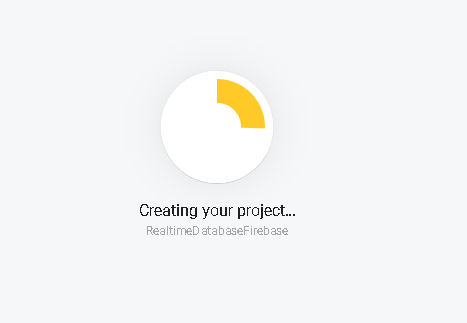 Creating your project...
RealtimeDatabaseFirebase